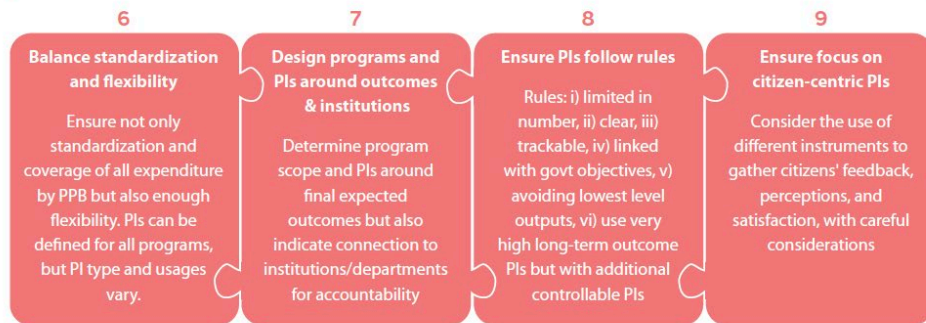 6
Balance standardization
and flexibility
Ensure not only
standardization and
coverage of all expenditure
by PPB but also enough
flexibility. PIs can be
defined for all programs,
but PI type and usages
vary.
7
Design programs and
PIs around outcomes
& institutions
Determine program
scope and PIs around
final expected
outcomes but also
indicate connection to
institutions/departments
for accountability
8
Ensure PIs follow rules
Rules: i) limited in
number, ii) clear, iii)
trackable, iv) linked
with govt objectives, v)
avoiding lowest level
outputs, vi) use very
high long-term outcome
PIs but with additional
controllable PIs
9
Ensure focus on
citizen-centric PIs
Consider the use of
different instruments to
gather citizens' feedback,
perceptions, and
satisfaction, with careful
considerations